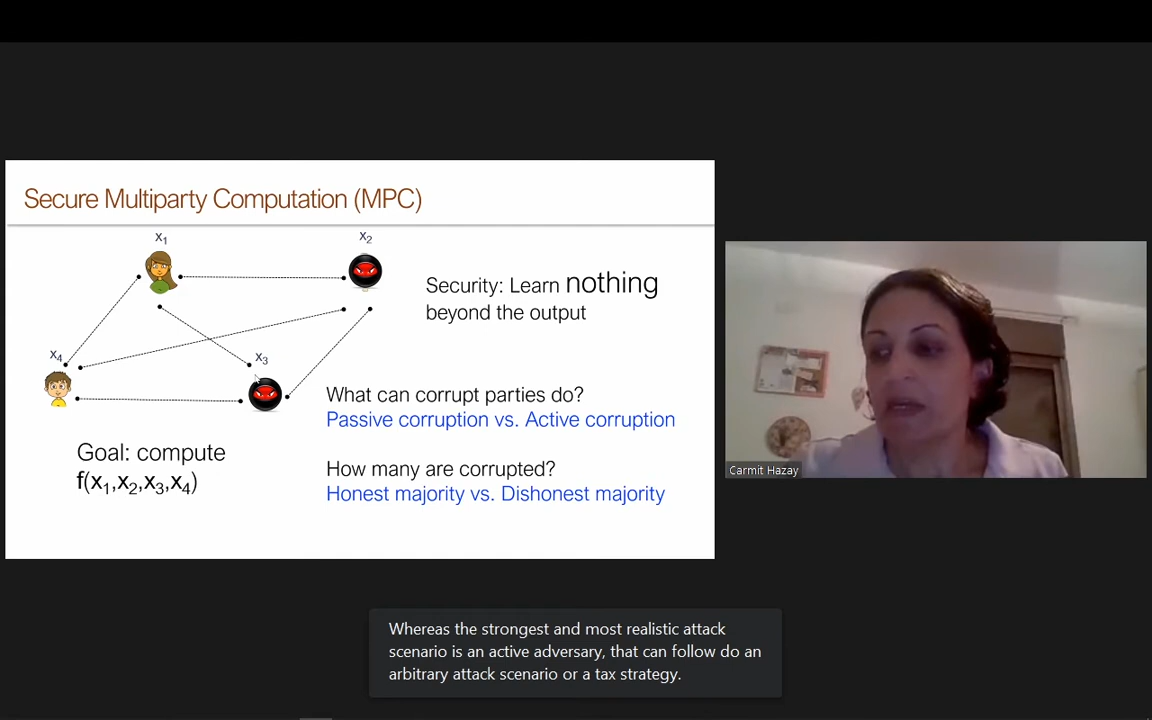 Secure Multiparty Computation (MPC)
x1
x2
Security: Learn nothing
beyond the output
x4
x3
What can corrupt parties do?
Passive corruption vs. Active corruption
Goal: compute
f(x1,x2,x3,x4)
How many are corrupted?
Honest majority vs. Dishonest majority
Carmit Hazay
Whereas the strongest and most realistic attack
scenario is an active adversary, that can follow do an
arbitrary attack scenario or a tax strategy.